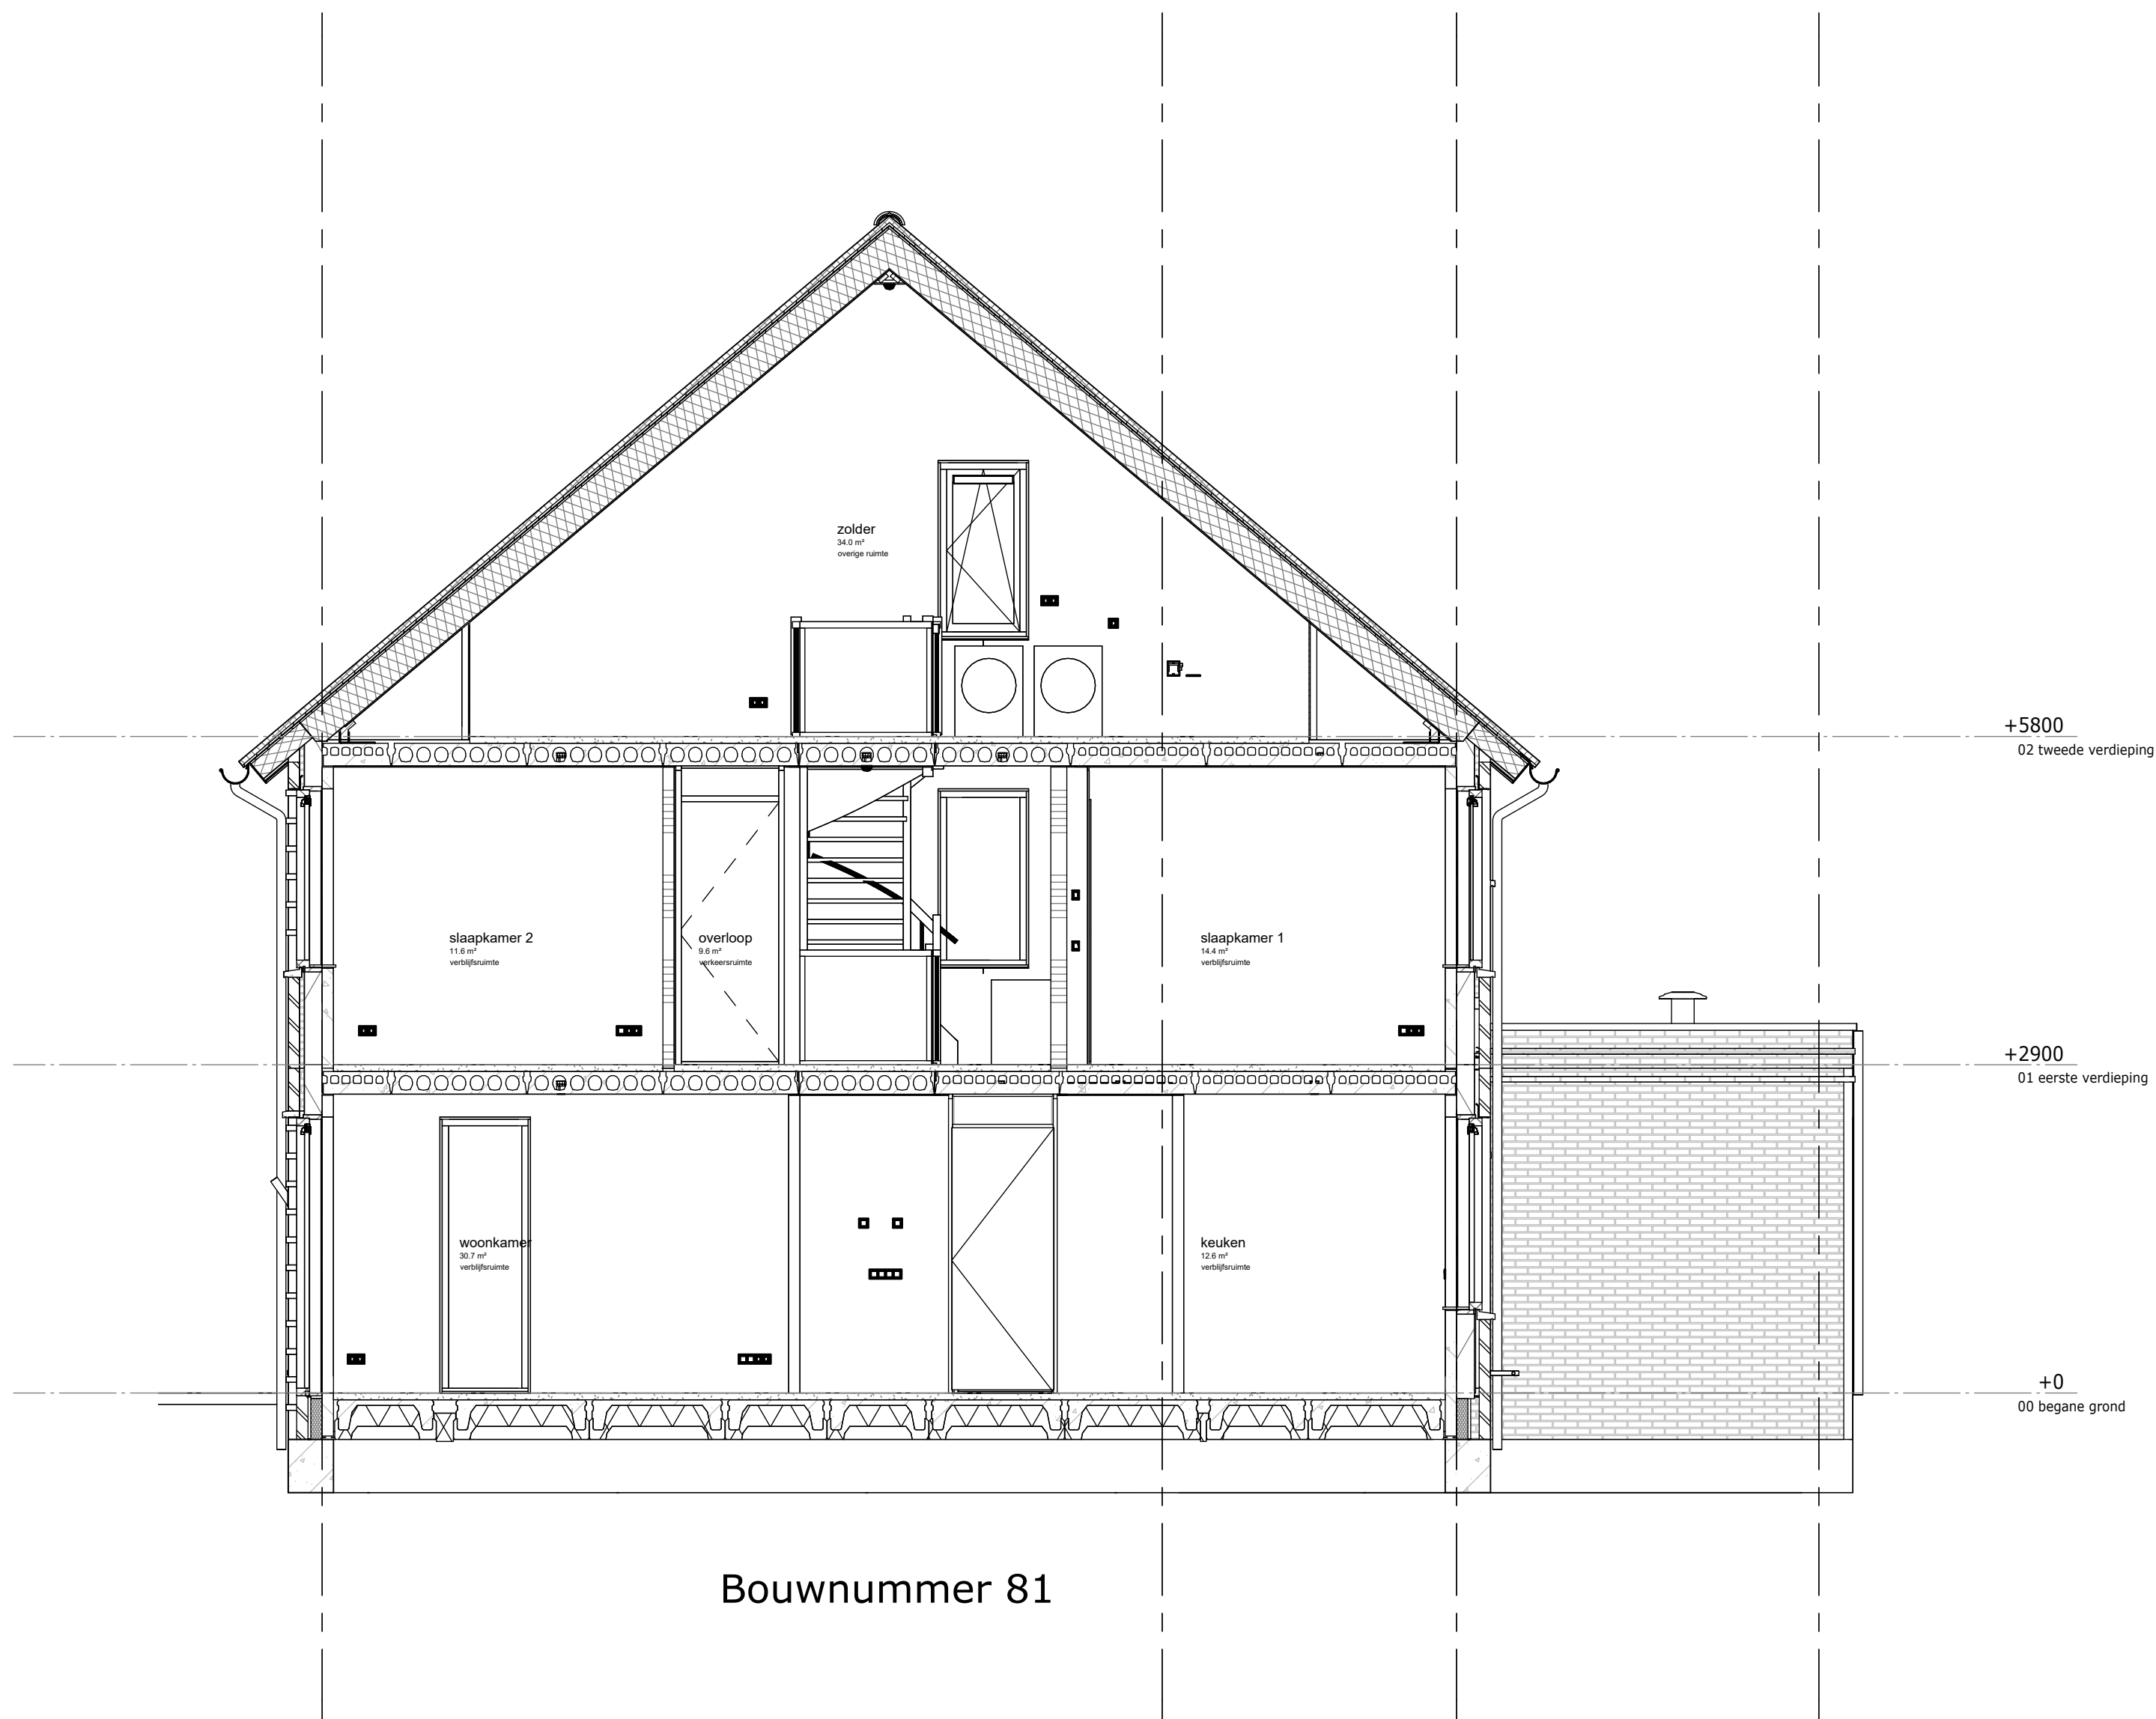 zolder
34.0 m²
overige ruimte
+5800
02 tweede verdieping
slaapkamer 2
11.6 m²
verblijfsruimte
overloop
9.6 m²
verkeersruimte
slaapkamer 1
14.4 m²
verblijfsruimte
+2900
01 eerste verdieping
woonkamer
30.7 m²
verblijfsruimte
keuken
12.6 m²
verblijfsruimte
+0
00 begane grond
Bouwnummer 81